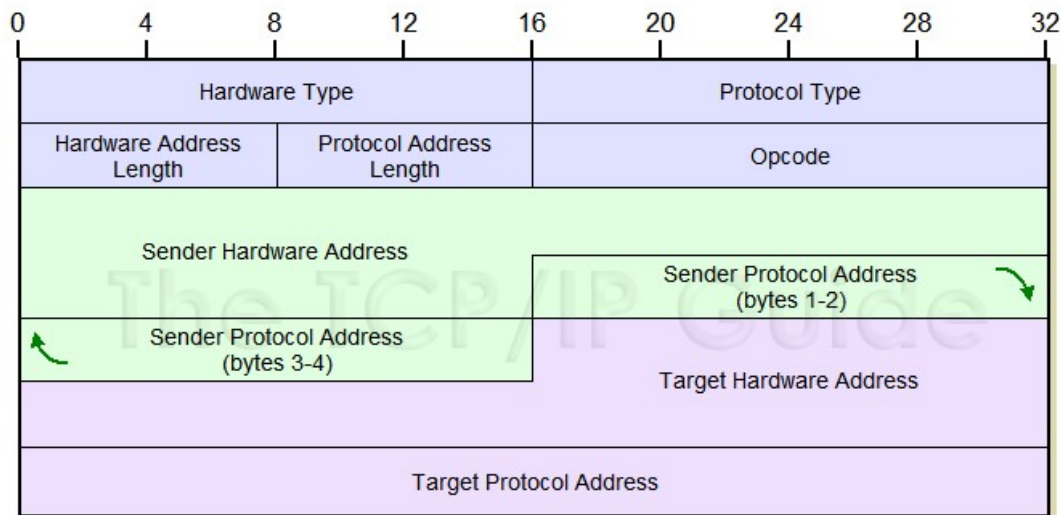 0 4 8 12 16 20 24 28 32
Hardware Type
Protocol Type
Hardware Address
Length
Protocol Address
Length
Opcode
Sender Hardware Address
Sender Protocol Address
(bytes 1-2)
Sender Protocol Address
(bytes 3-4)
Target Hardware Address
Target Protocol Address
The TCP/IP Guide